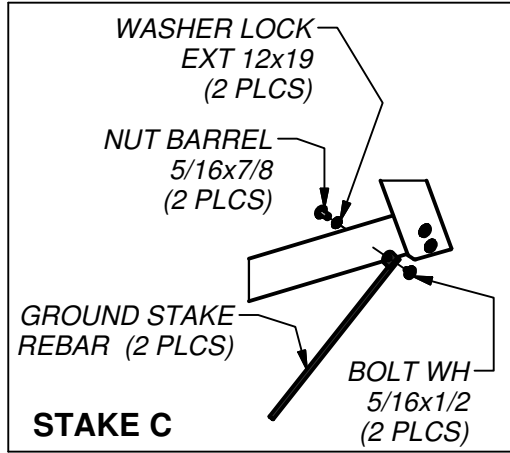 WASHER LOCK
EXT 12x19
(2 PLCS)
NUT BARREL
5/16x7/8
(2 PLCS)
GROUND STAKE
REBAR (2 PLCS)
BOLT WH
5/16x1/2
(2 PLCS)
STAKE C